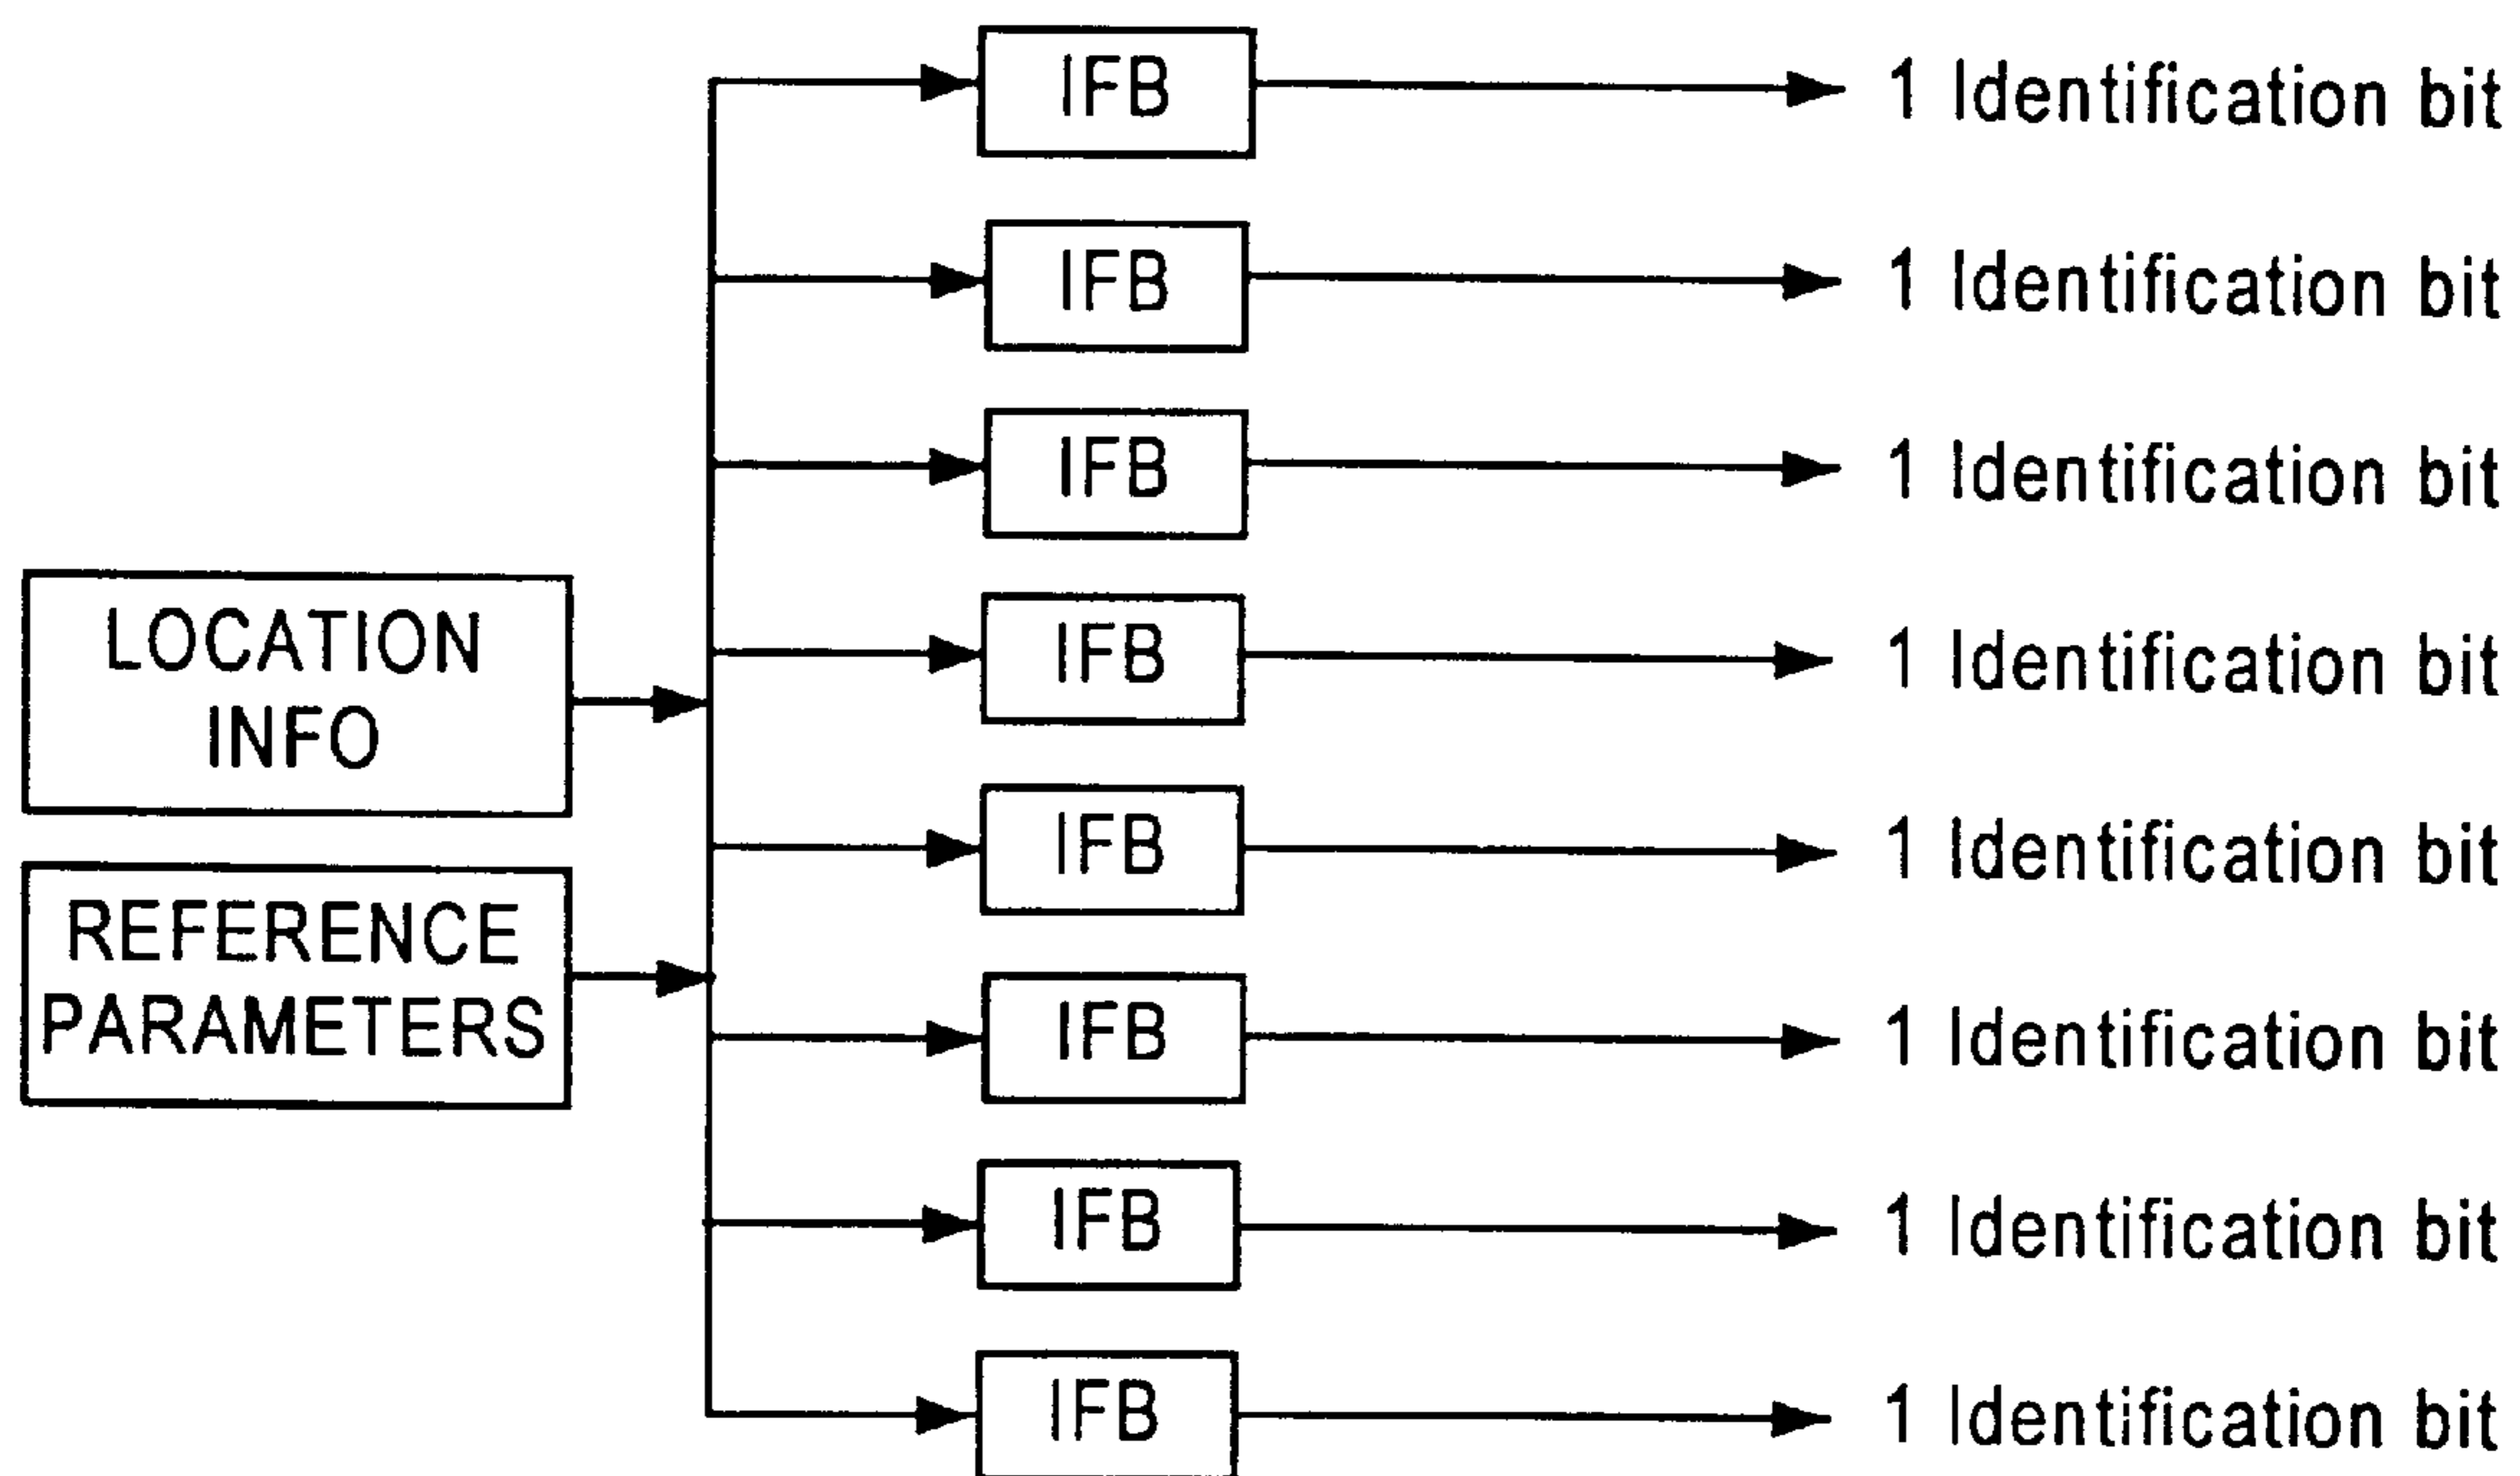 IFB
1 Identification bit
IFB
1 Identification bit
IFB
1 Identification bit
IFB
1 Identification bit
IFB
1 Identification bit
IFB
1 Identification bit
IFB
1 Identification bit
IFB
1 Identification bit
LOCATION
INFO
REFERENCE
PARAMETERS